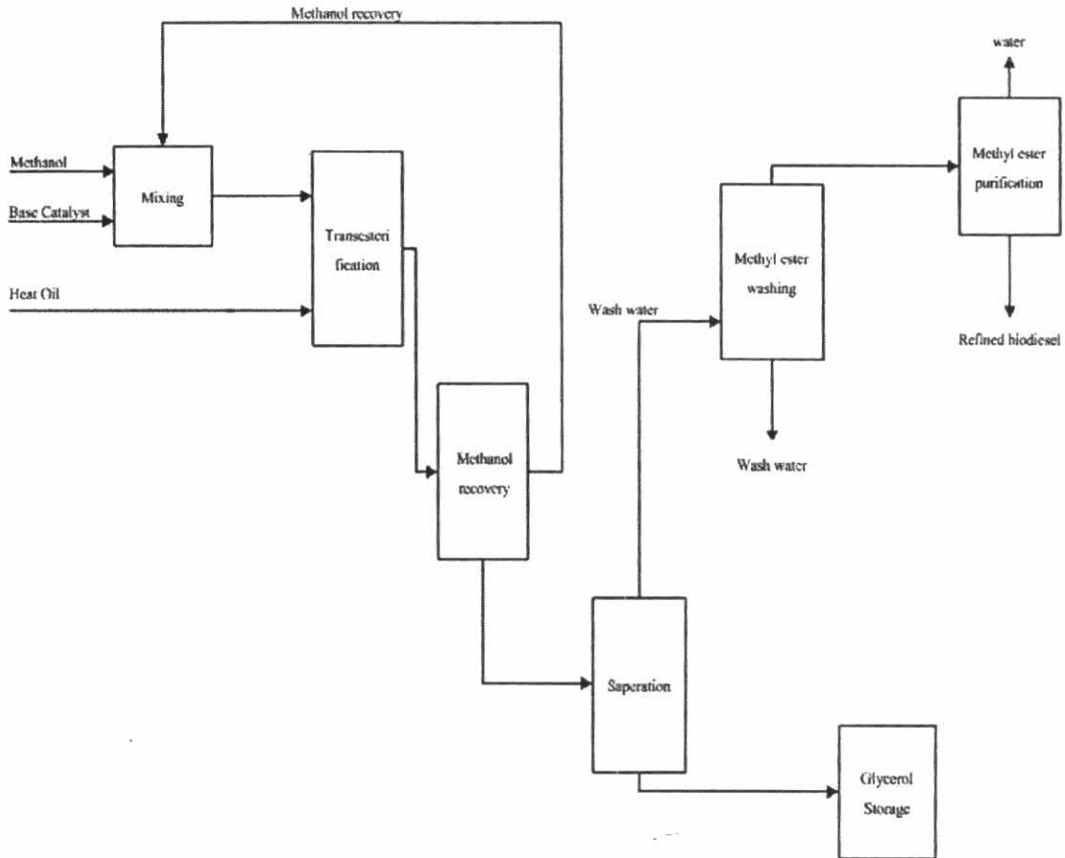 Methanol recovery
water
Methyl ester
purification
Methanol
Mixing
Base Catalyst
Transesteri
fication
Methyl ester
washing
Heat Oil
Wash water
Refined biodiesel
Methanol
recovery
Wash water
Saperation
Glycerol
Storage